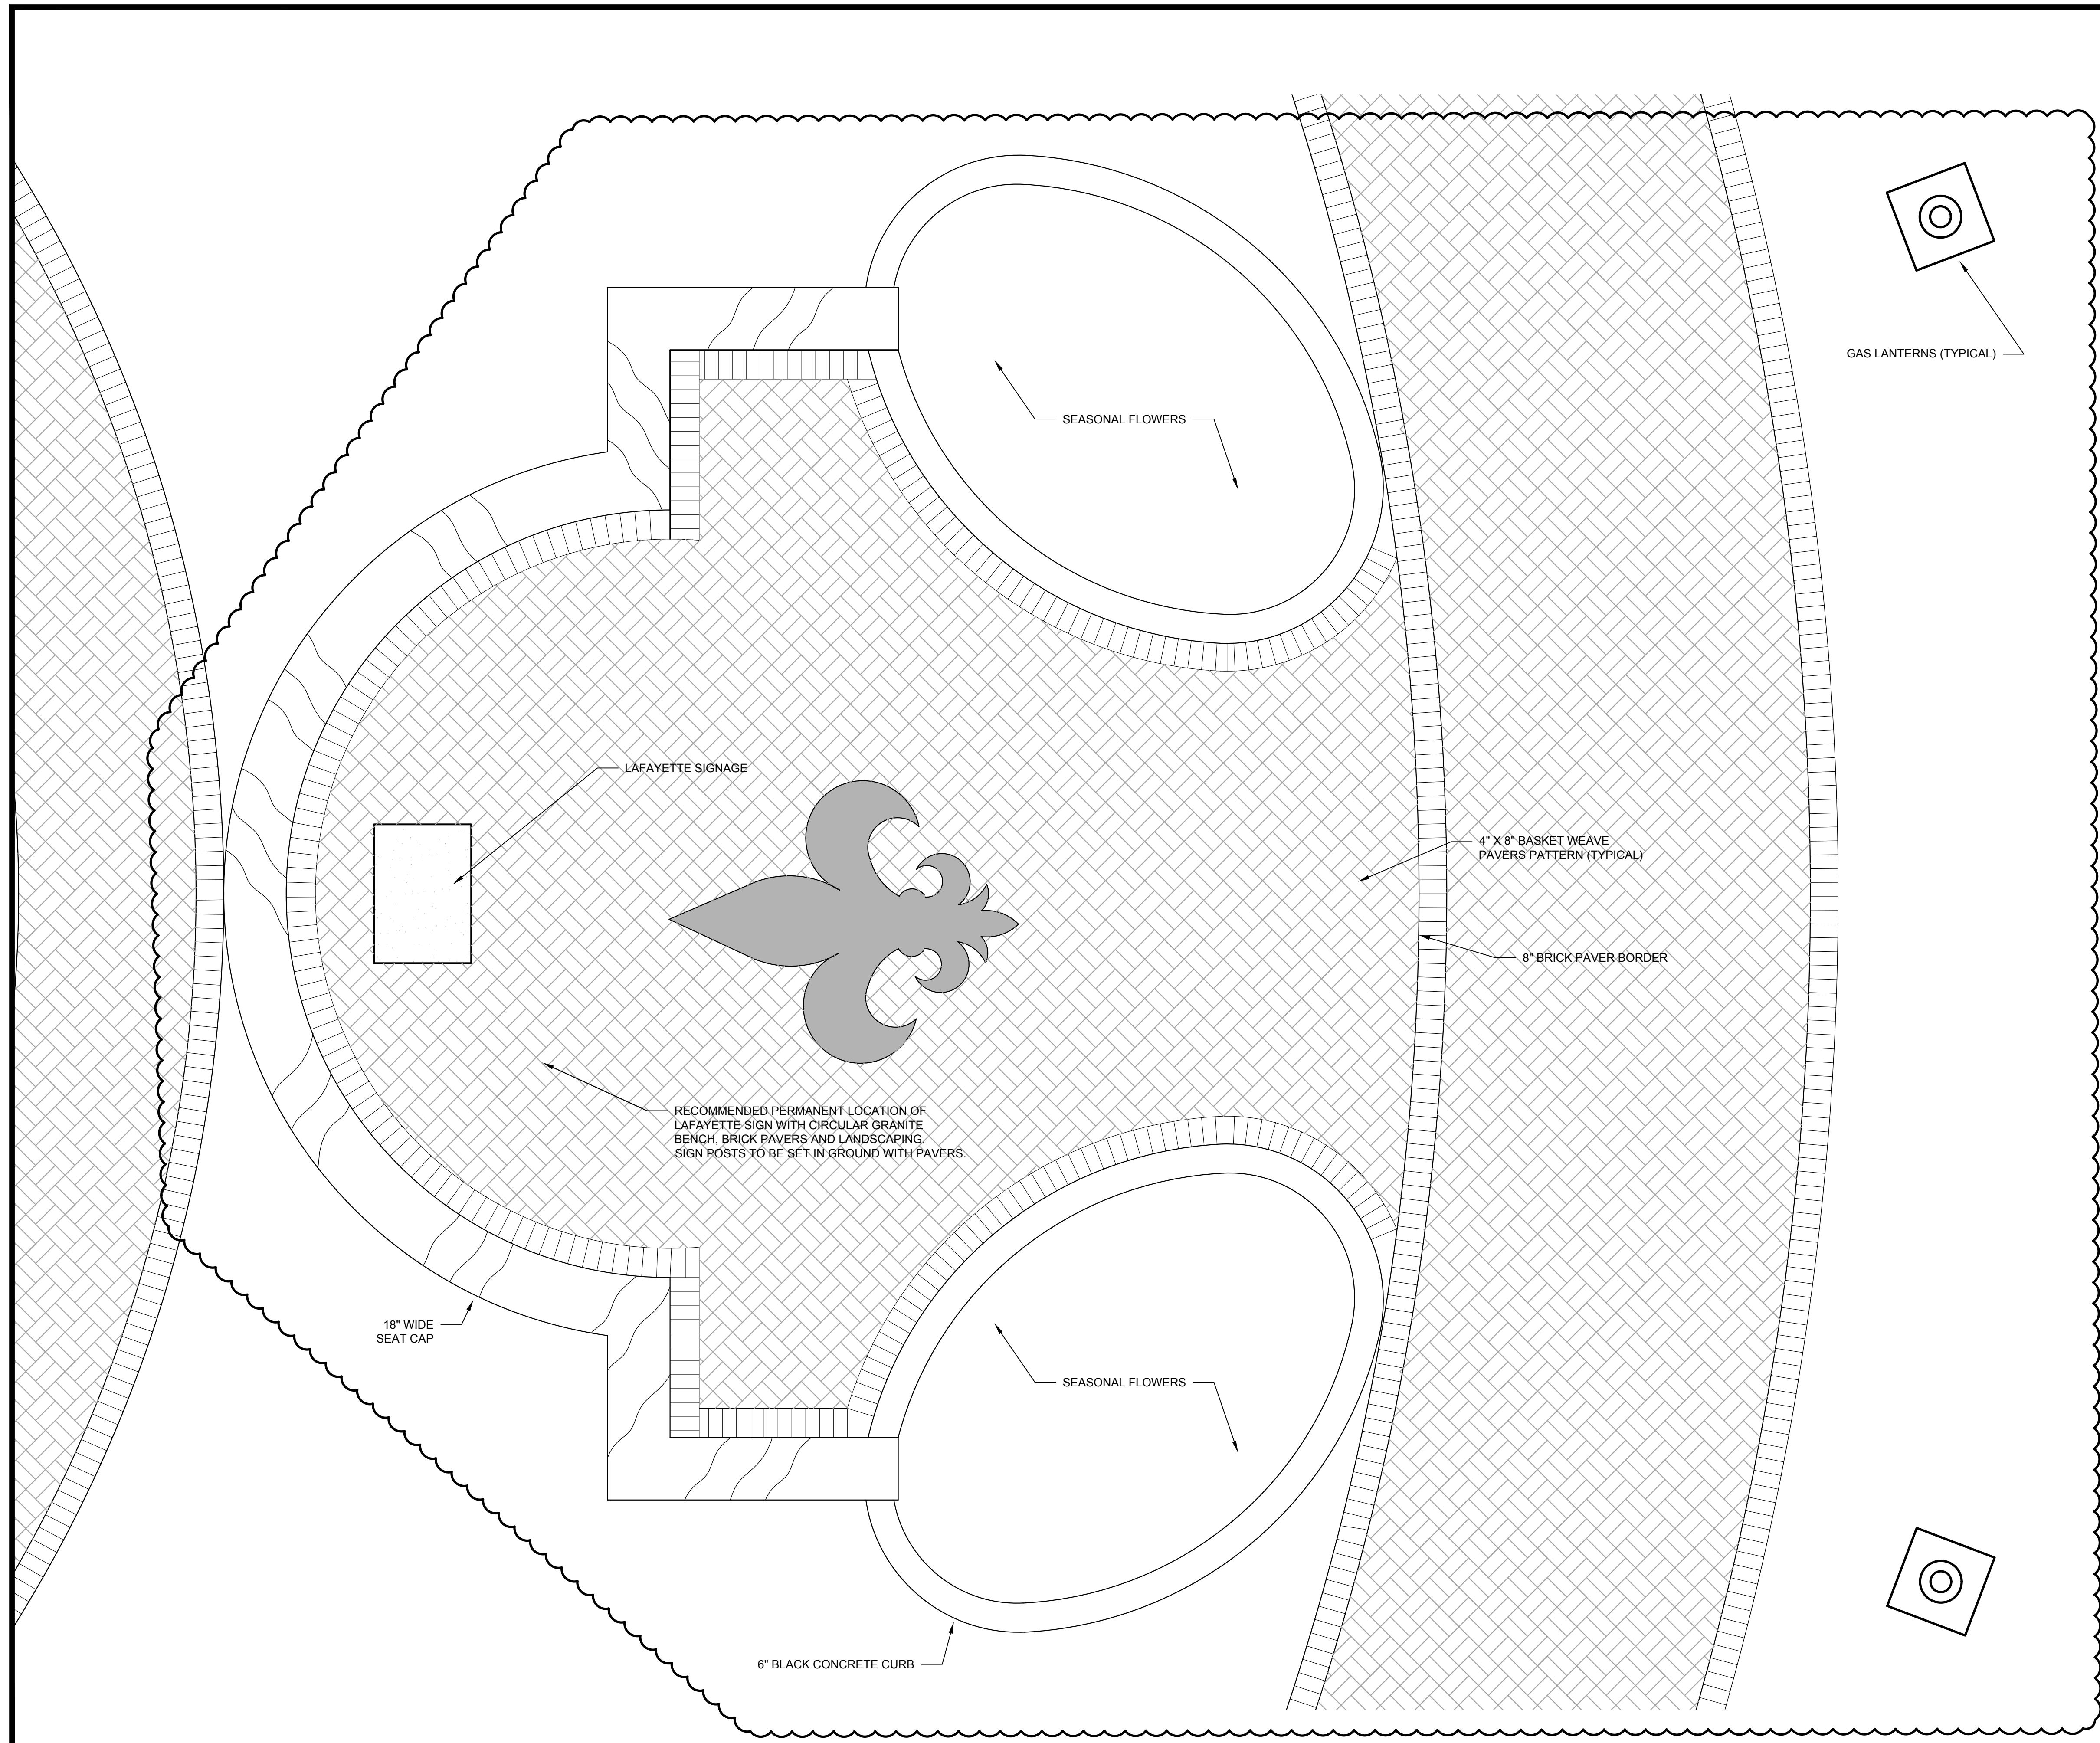 GAS LANTERNS (TYPICAL)
SEASONAL FLOWERS
LAFAYETTE SIGNAGE
4" X 8" BASKET WEAVE
PAVERS PATTERN (TYPICAL)
8" BRICK PAVER BORDER
RECOMMENDED PERMANENT LOCATION OF
LAFAYETTE SIGN WITH CIRCULAR GRANITE
BENCH, BRICK PAVERS AND LANDSCAPING.
SIGN POSTS TO BE SET IN GROUND WITH PAVERS.
18" WIDE
SEAT CAP
SEASONAL FLOWERS
6" BLACK CONCRETE CURB